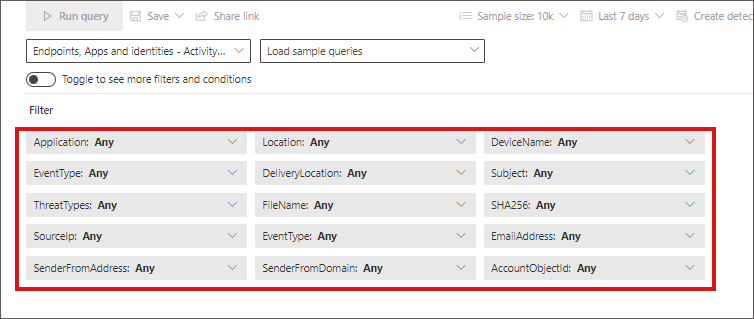 Run query Save Share link Sample size: 10k Last 7 days Create detec
Endpoints, Apps and identities - Activity... Load sample queries
Toggle to see more filters and conditions
Filter
Application: Any Location: Any DeviceName: Any
EventType: Any DeliveryLocation: Any Subject: Any
ThreatTypes: Any FileName: Any SHA256: Any
SourceIp: Any EventType: Any EmailAddress: Any
SenderFromAddress: Any SenderFromDomain: Any AccountObjectId: Any